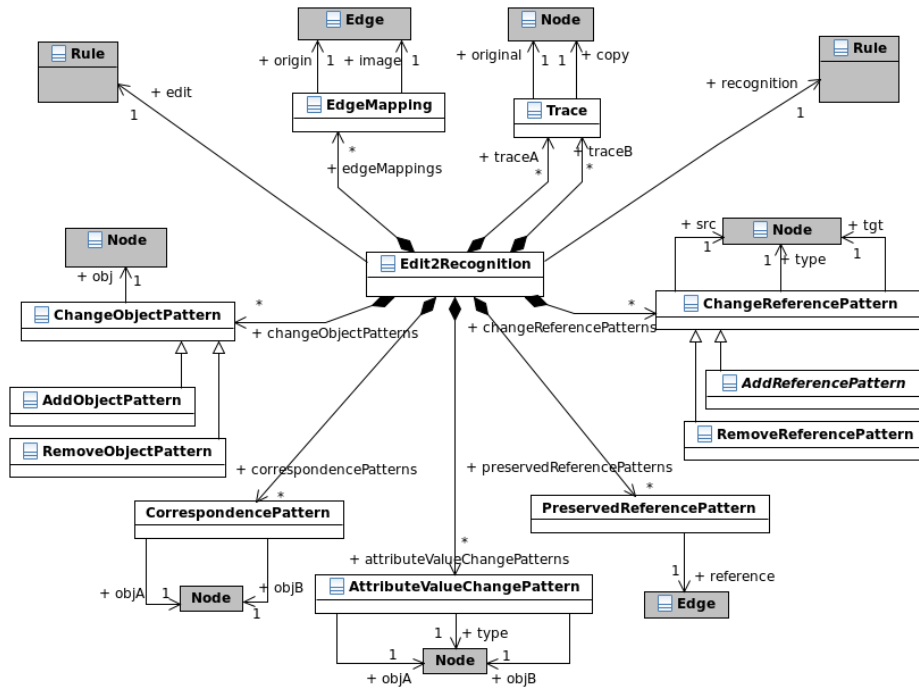 Edge
Node
Rule
Rule
+ origin
1
+ image
1
+ original
1
1
+ copy
+ edit
1
+ recognition
1
EdgeMapping
Trace
*
+ edgeMappings
+ traceA
*
+ traceB
*
Node
+ obj
1
Edit2Recognition
Node
+ src
1
1
+ type
+ tgt
1
ChangeObjectPattern
*
+ changeObjectPatterns
*
+ changeReferencePatterns
ChangeReferencePattern
AddObjectPattern
RemoveObjectPattern
AddReferencePattern
RemoveReferencePattern
+ correspondencePatterns
*
+ preservedReferencePatterns
*
CorrespondencePattern
PreservedReferencePattern
*
+ attributeValueChangePatterns
AttributeValueChangePattern
+ objA
1
Node
+ objB
1
1
+ reference
Edge
1
+ type
1
+ objA
Node
1
+ objB